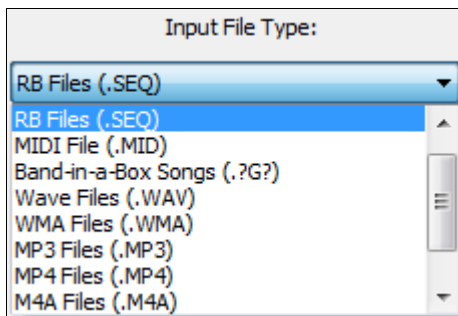 Input File Type:
RB Files (.SEQ)
RB Files (.SEQ)
MIDI File (.MID)
Band-in-a-Box Songs (.?G?)
Wave Files (.WAV)
WMA Files (.WMA)
MP3 Files (.MP3)
MP4 Files (.MP4)
M4A Files (.M4A)